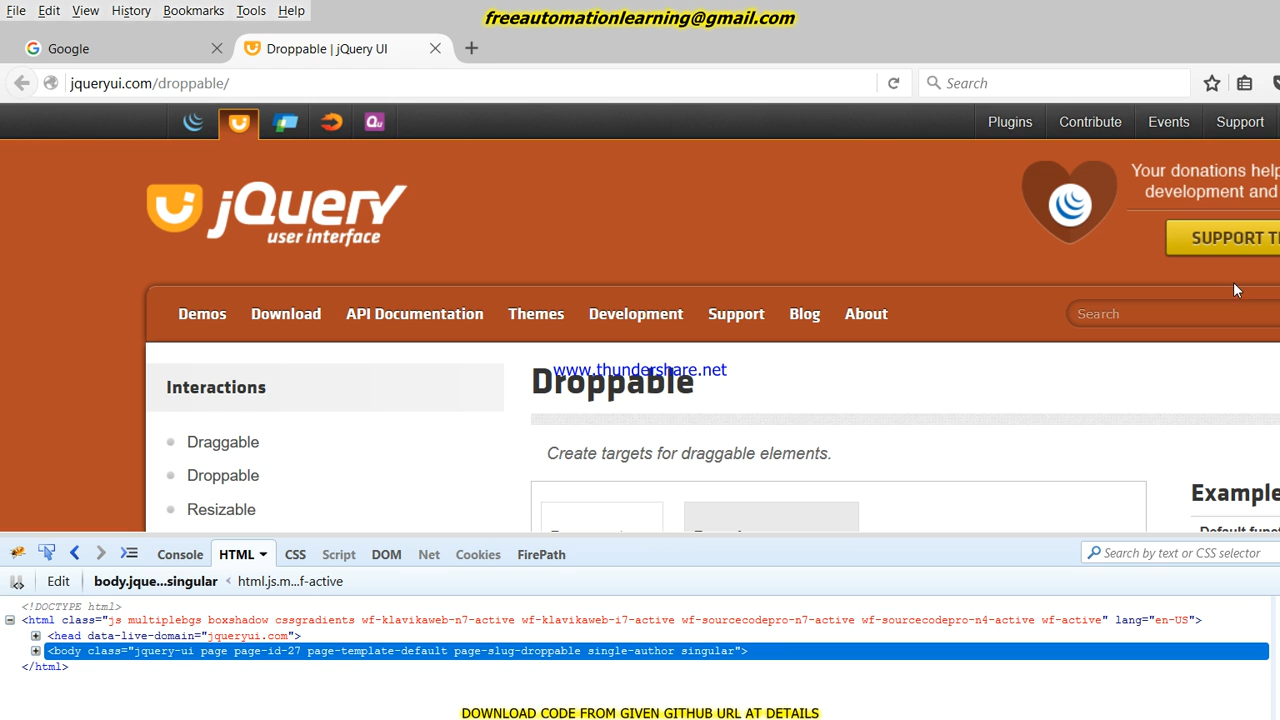 File Edit View History Bookmarks Tools Help
freeautomationlearning@gmail.com
Google
Droppable | jQuery UI
jqueryui.com/droppable/
Search
Plugins Contribute Events Support
Qu
jQuery
user interface
Your donations help
development and
SUPPORT T
Demos Download API Documentation Themes Development Support Blog About
Search
Interactions
www.thundershare.net
Droppable
Draggable
Create targets for draggable elements.
Droppable
Resizable
Example
Console HTML CSS Script DOM Net Cookies FirePath
Search by text or CSS selector
Edit body.jque...singular html.js.m...f-active
<!DOCTYPE html>
<html class="js multiplebgs boxshadow cssgradients wf-klavikaweb-n7-active wf-klavikaweb-i7-active wf-sourcecodepro-n7-active wf-sourcecodepro-n4-active wf-active" lang="en-US">
<head data-live-domain="jqueryui.com">
<body class="jquery-ui page page-id-27 page-template-default page-slug-droppable single-author singular">
</html>
DOWNLOAD CODE FROM GIVEN GITHUB URL AT DETAILS